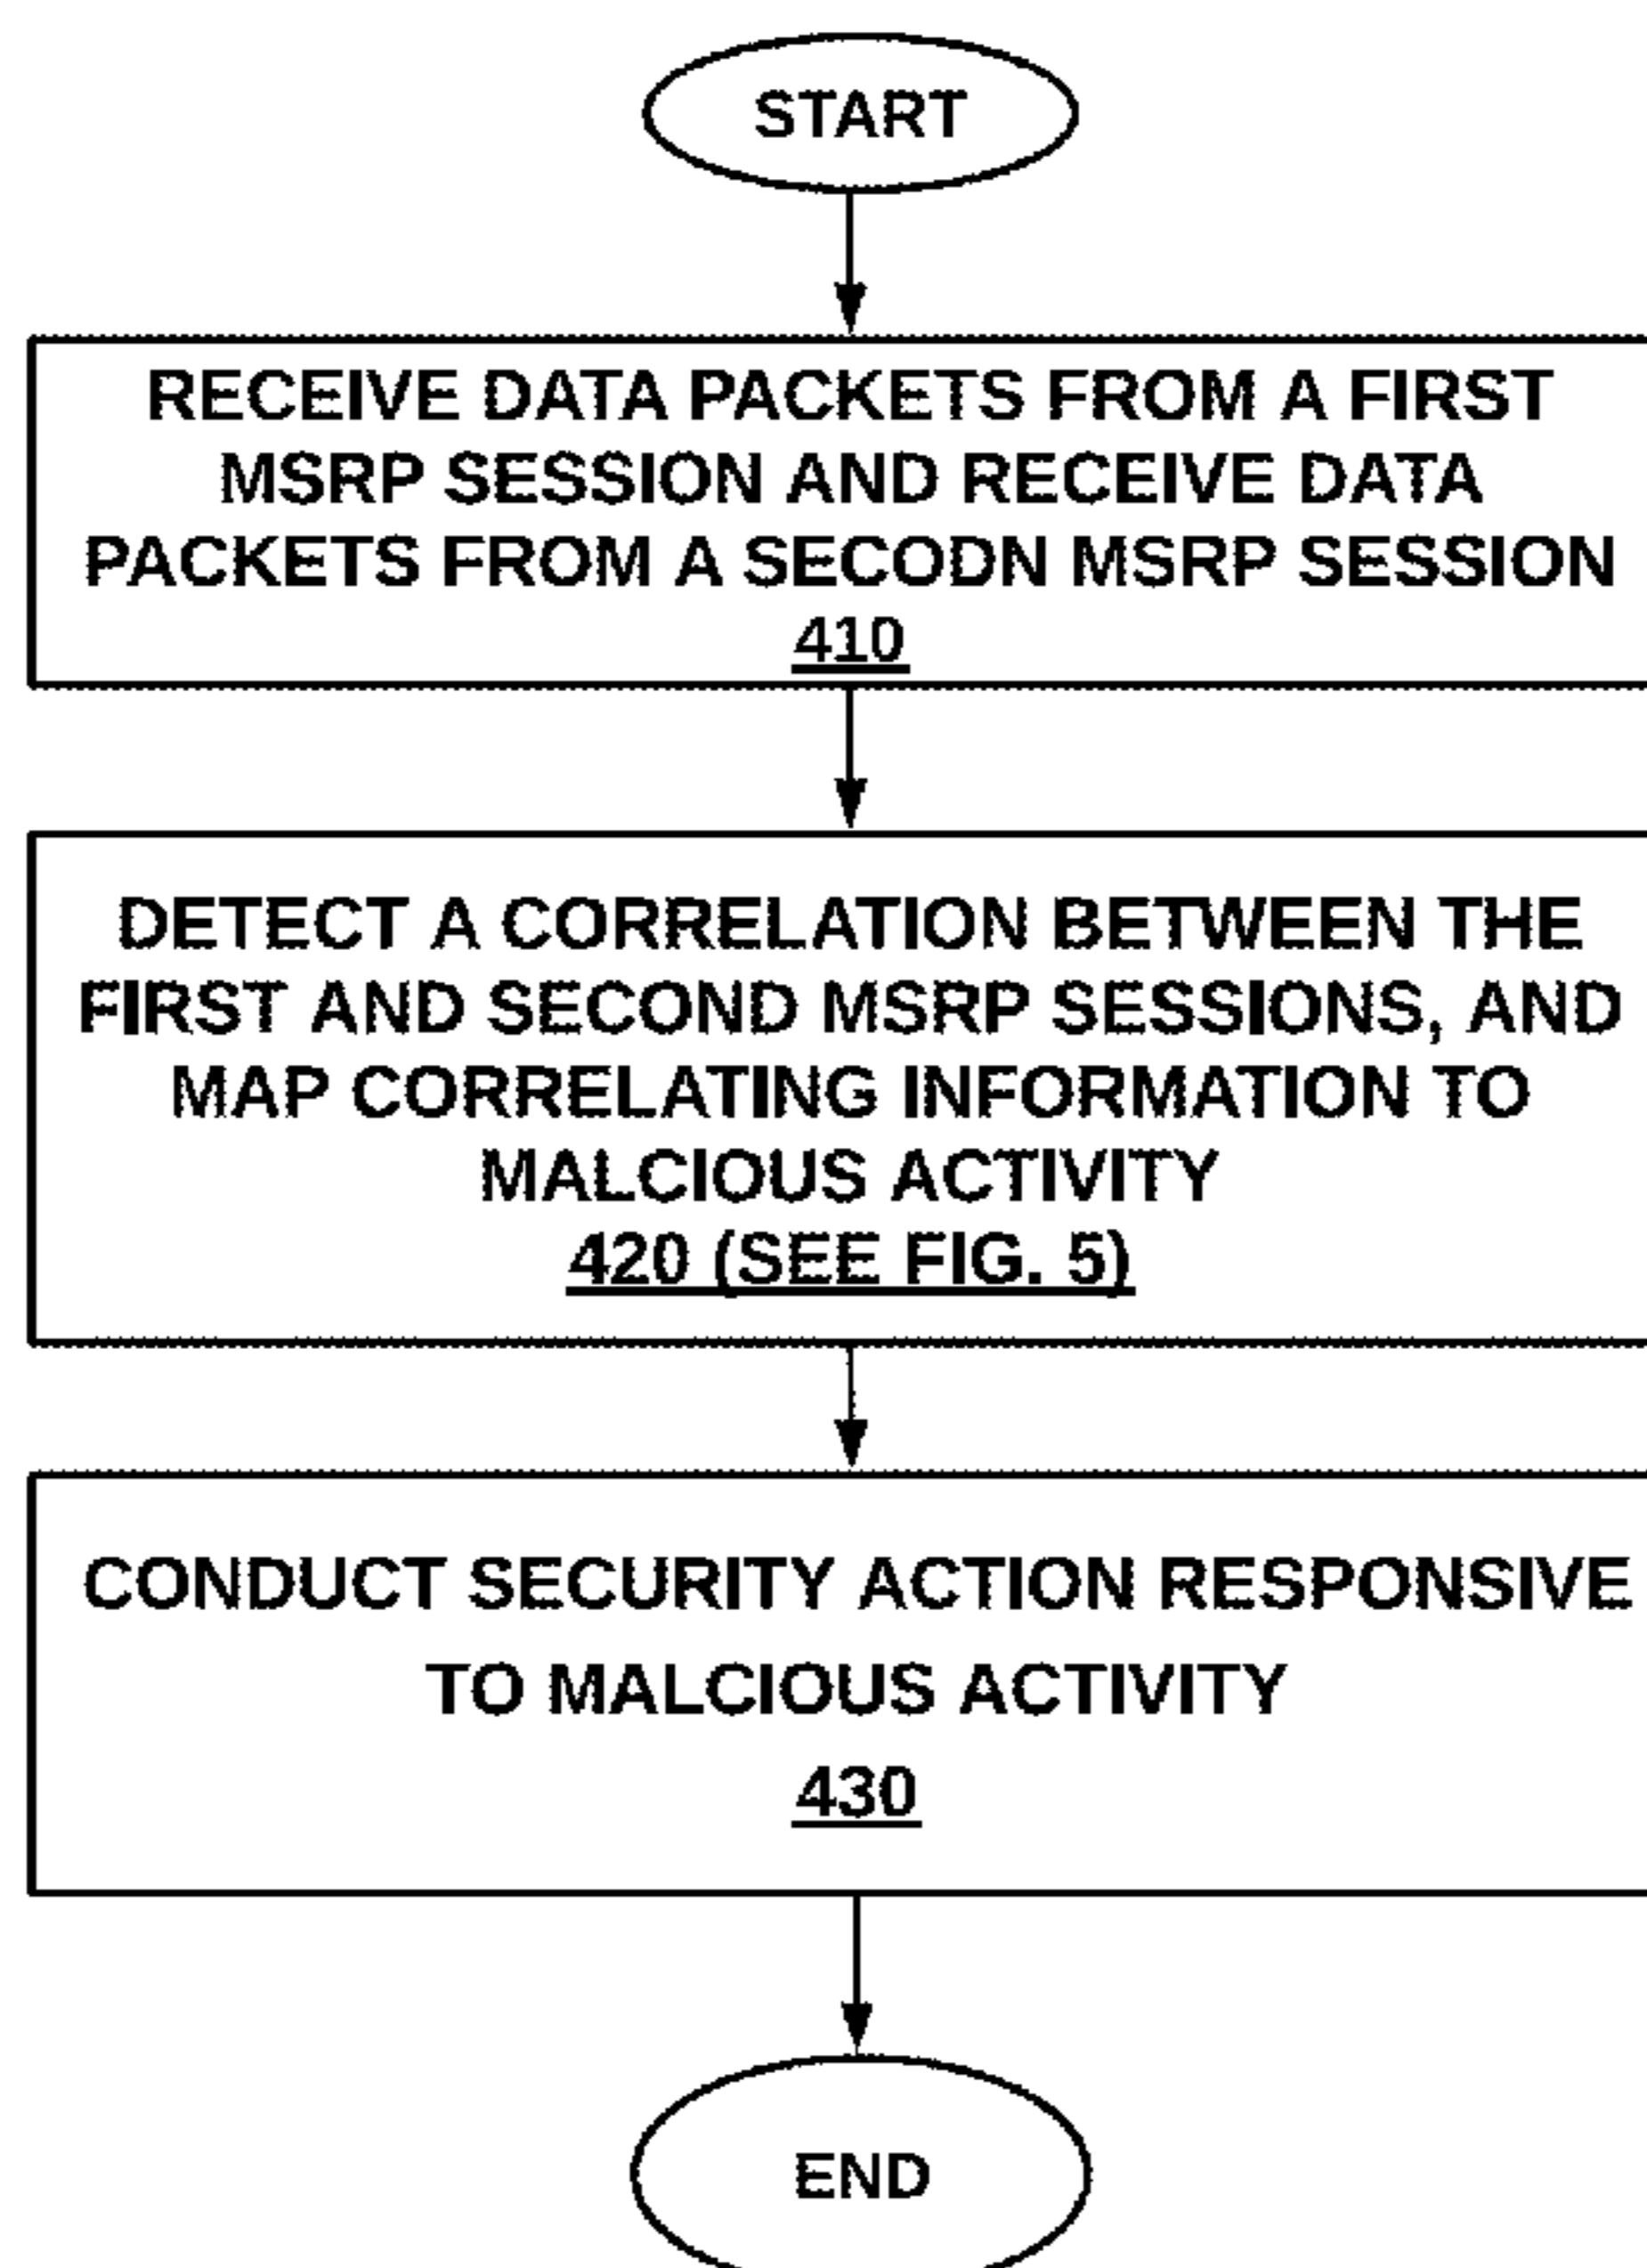 START
RECEIVE DATA PACKETS FROM A FIRST
MSRP SESSION AND RECEIVE DATA
PACKETS FROM A SECODN MSRP SESSION
410
DETECT A CORRELATION BETWEEN THE
FIRST AND SECOND MSRP SESSIONS, AND
MAP CORRELATING INFORMATION TO
MALCIOUS ACTIVITY
420 (SEE FIG. 5)
CONDUCT SECURITY ACTION RESPONSIVE
TO MALCIOUS ACTIVITY
430
END